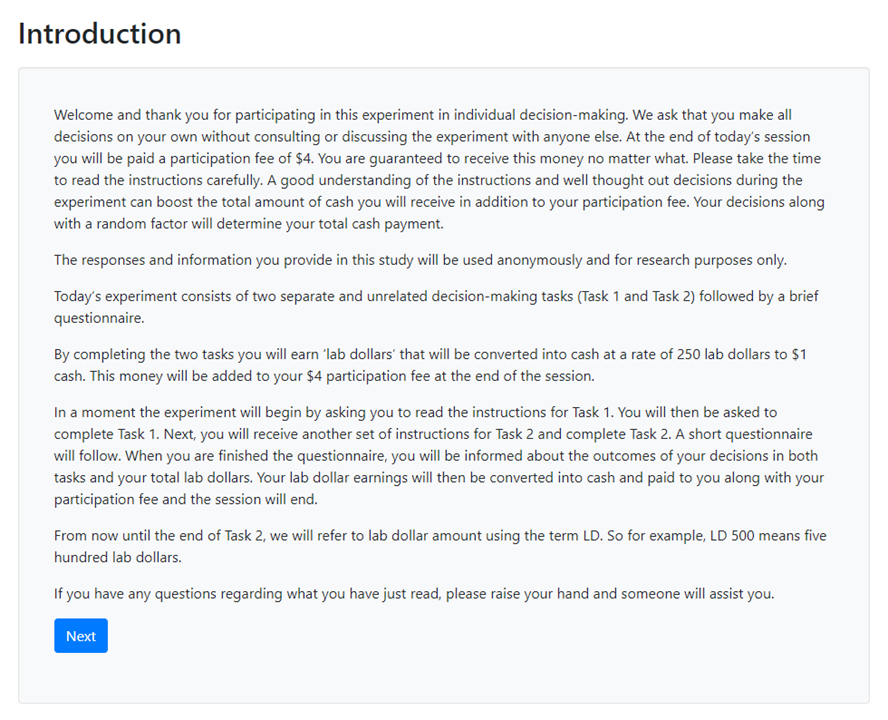 Introduction
Welcome and thank you for participating in this experiment in individual decision-making. We ask that you make all
decisions on your own without consulting or discussing the experiment with anyone else. At the end of today's session
you will be paid a participation fee of $4. You are guaranteed to receive this money no matter what. Please take the time
to read the instructions carefully. A good understanding of the instructions and well thought out decisions during the
experiment can boost the total amount of cash you will receive in addition to your participation fee. Your decisions along
with a random factor will determine your total cash payment.
The responses and information you provide in this study will be used anonymously and for research purposes only.
Today's experiment consists of two separate and unrelated decision-making tasks (Task 1 and Task 2) followed by a brief
questionnaire.
By completing the two tasks you will earn 'lab dollars' that will be converted into cash at a rate of 250 lab dollars to $1
cash. This money will be added to your $4 participation fee at the end of the session.
In a moment the experiment will begin by asking you to read the instructions for Task 1. You will then be asked to
complete Task 1. Next, you will receive another set of instructions for Task 2 and complete Task 2. A short questionnaire
will follow. When you are finished the questionnaire, you will be informed about the outcomes of your decisions in both
tasks and your total lab dollars. Your lab dollar earnings will then be converted into cash and paid to you along with your
participation fee and the session will end.
From now until the end of Task 2, we will refer to lab dollar amount using the term LD. So for example, LD 500 means five
hundred lab dollars.
If you have any questions regarding what you have just read, please raise your hand and someone will assist you.
Next